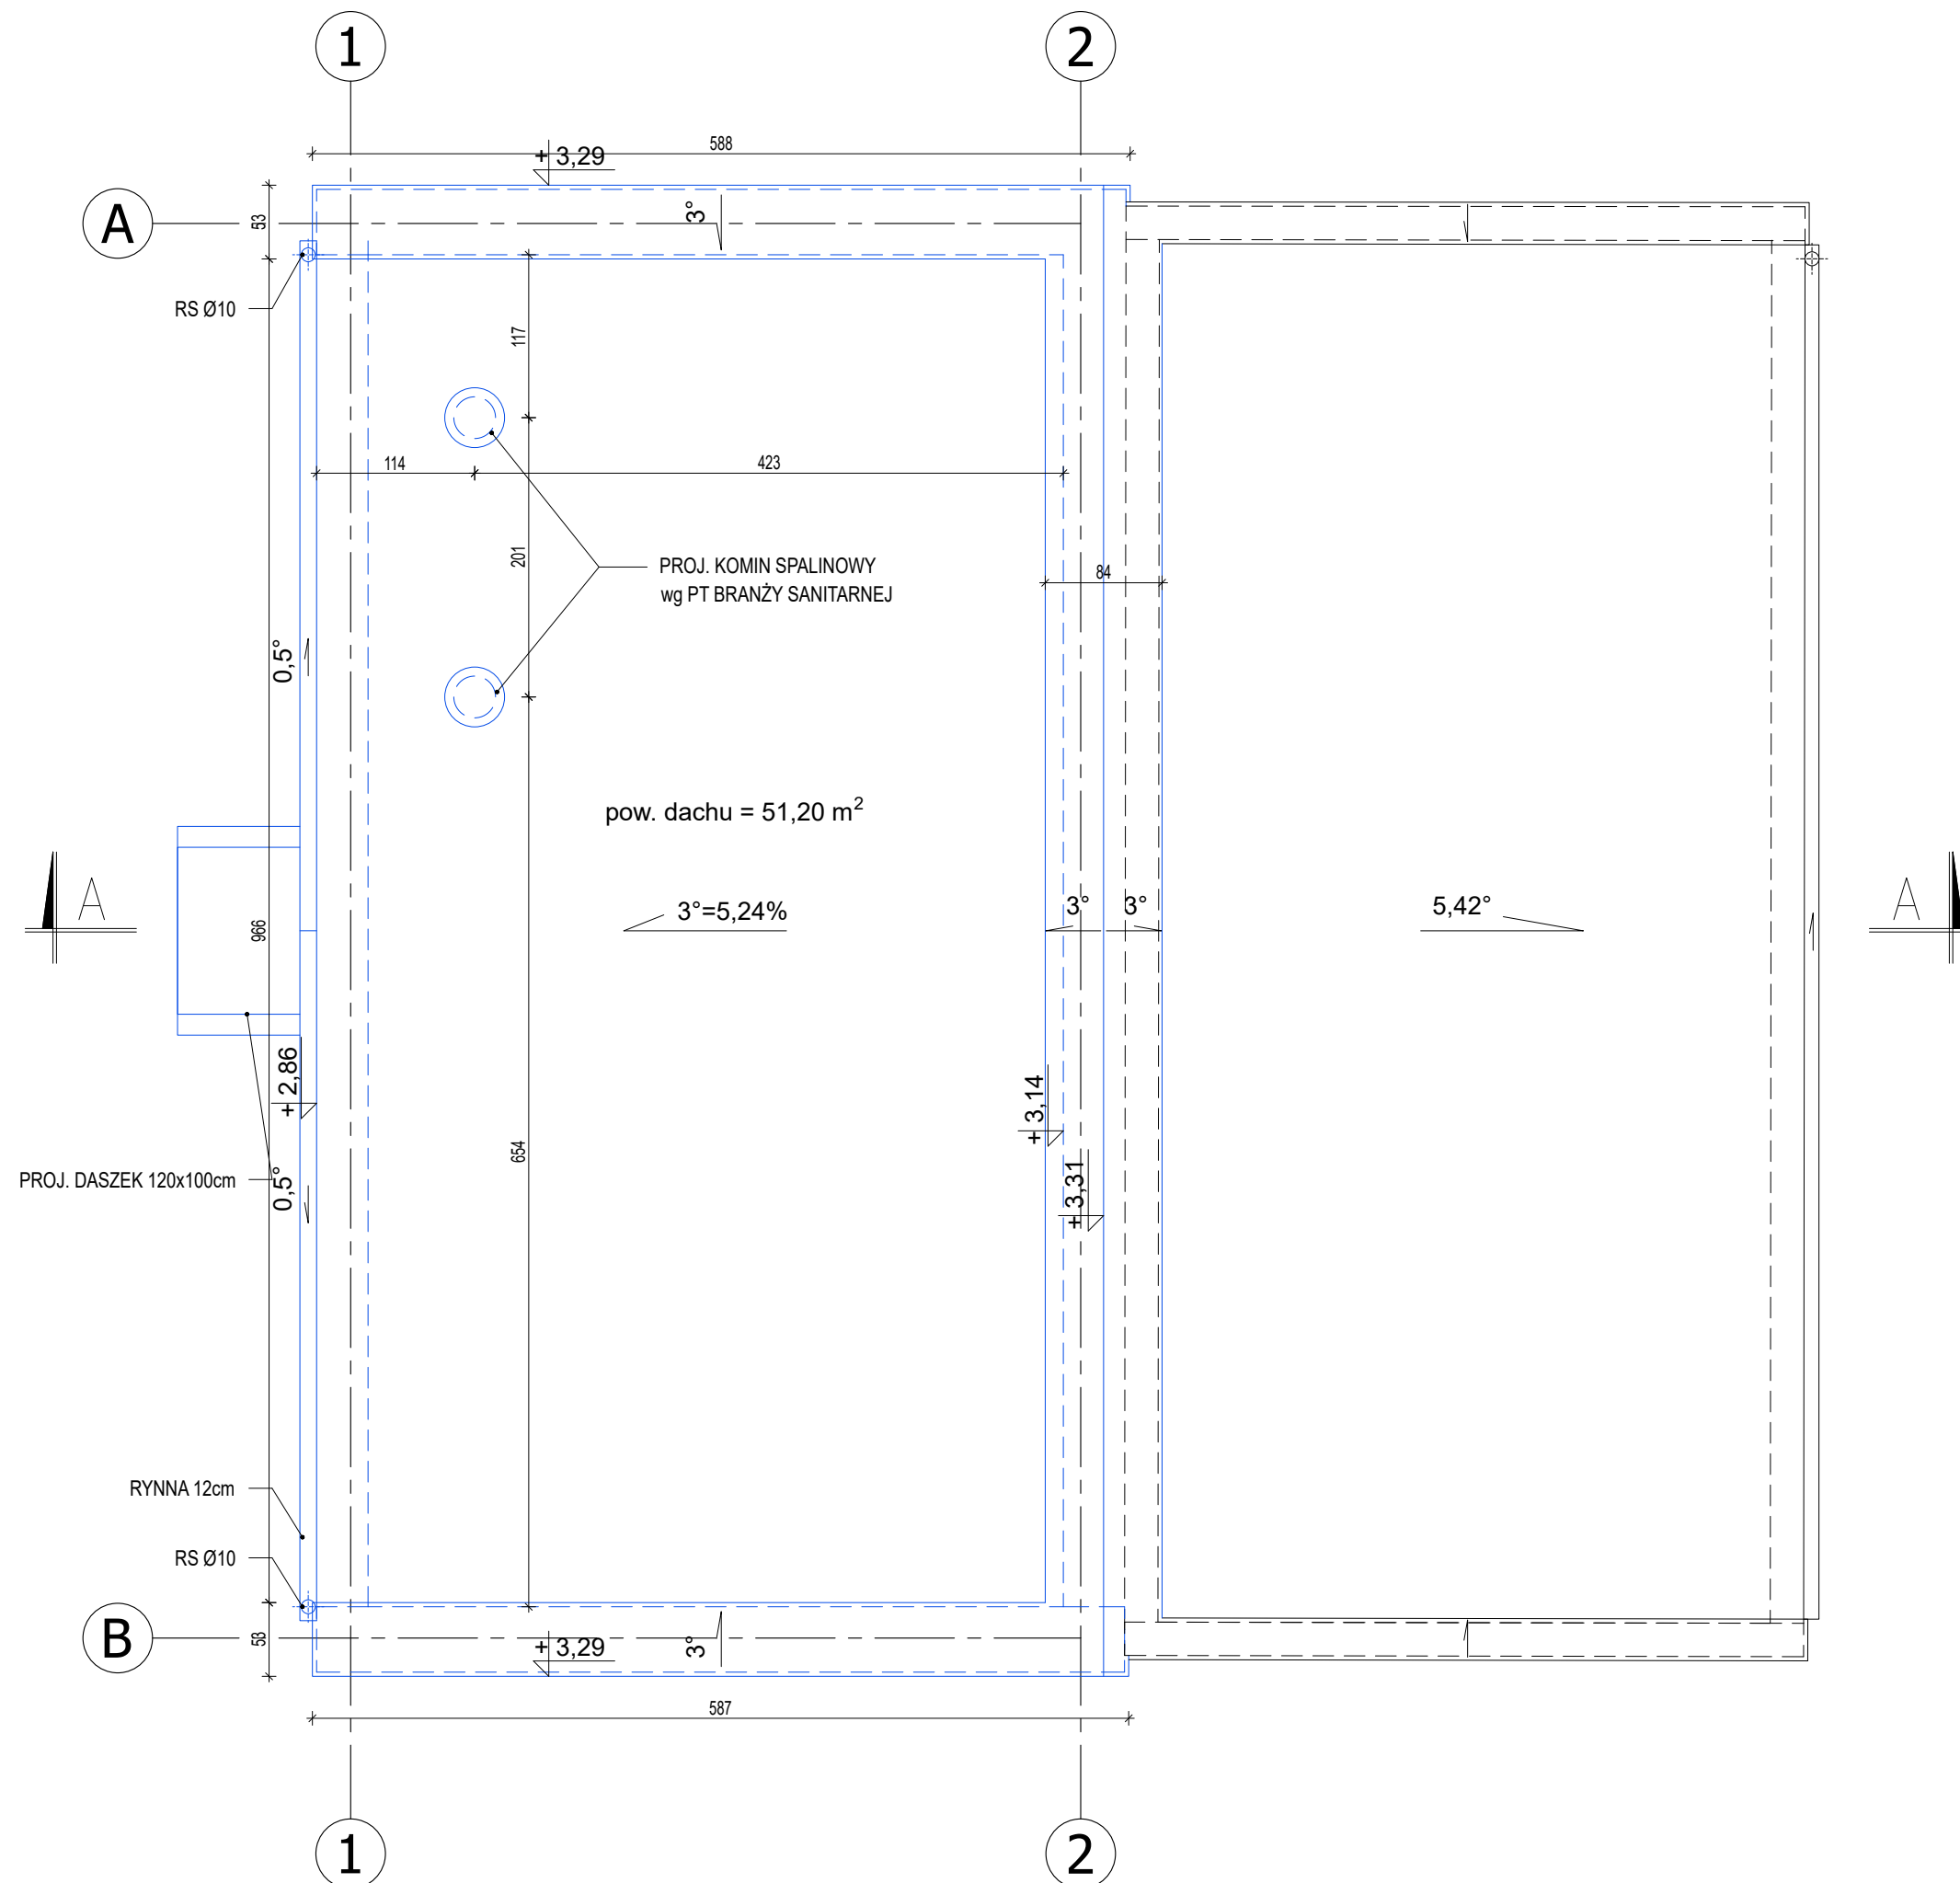 1
2
588
+ 3,29
A
53
3°
RS Ø10
117
114
423
201
PROJ. KOMIN SPALINOWY
wg PT BRANŻY SANITARNEJ
84
0,5°
pow. dachu = 51,20 m²
A
A
966
3°=5,24%
3°
3°
5,42°
+ 2,86
+ 3,14
654
+ 3,31
PROJ. DASZEK 120x100cm
0,5°
RYNNA 12cm
RS Ø10
B
53
+ 3,29
3°
587
1
2